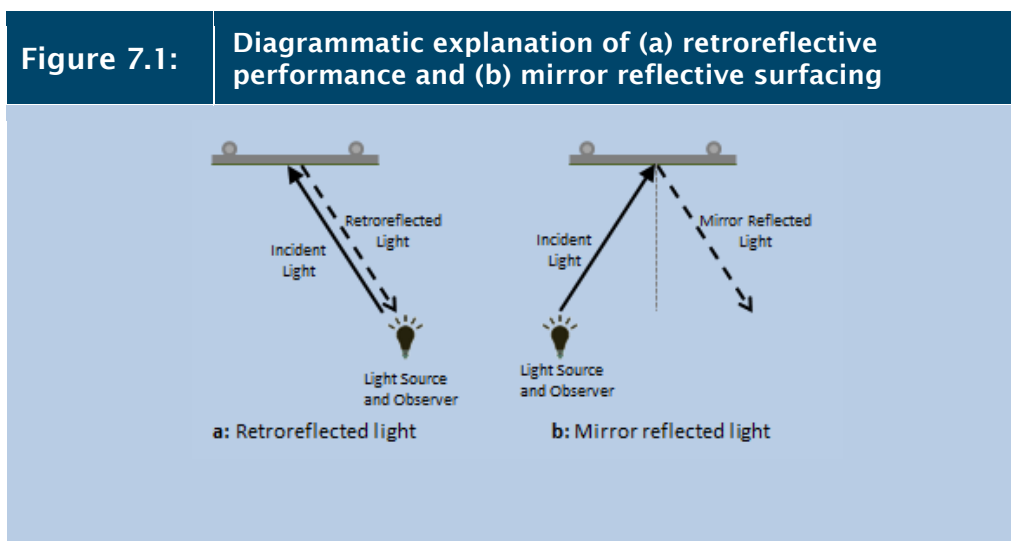 Figure 7.1:
Diagrammatic explanation of (a) retroreflective
performance and (b) mirror reflective surfacing
Retroreflected
Light
Incident
Light
Light Source
and Observer
a: Retroreflected light
Mirror Reflected
Light
Incident
Light
Light Source
and Observer
b: Mirror reflected light